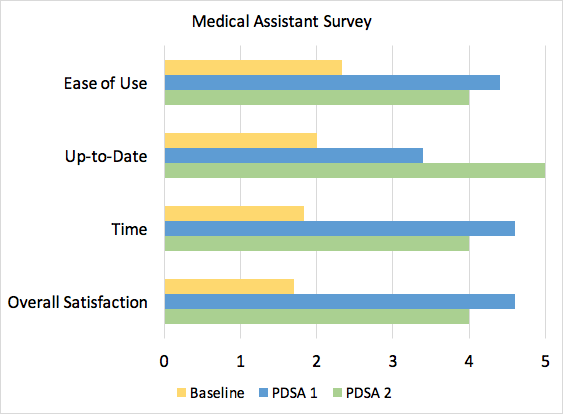 Medical Assistant Survey
Ease of Use
Up-to-Date
Time
Overall Satisfaction
0 1 2 3 4 5
Baseline PDSA 1 PDSA 2